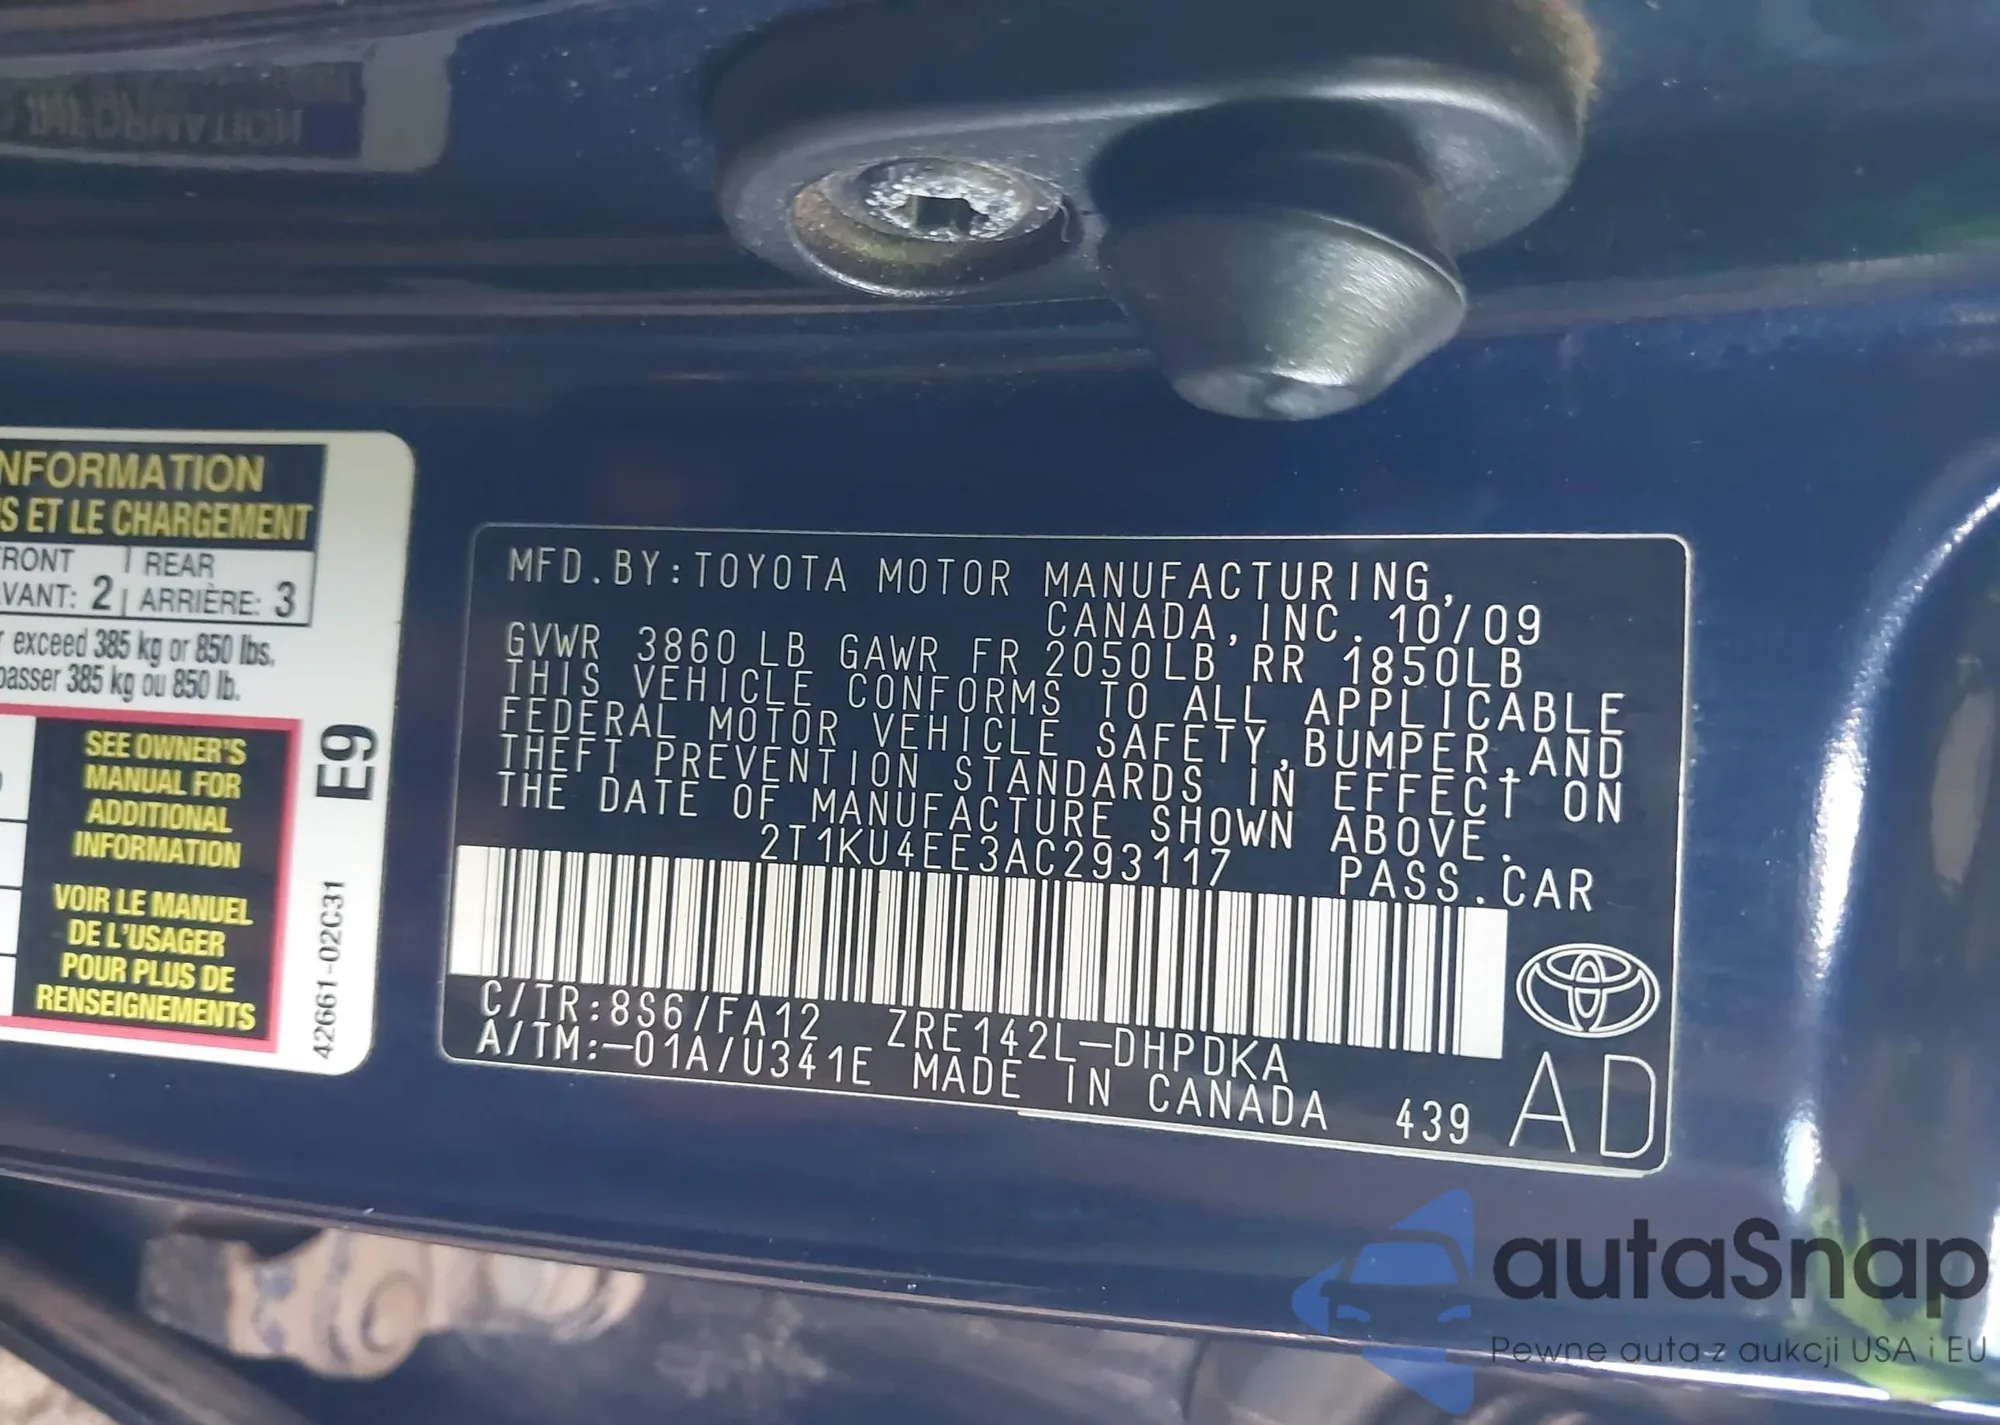 NFORMATION
S ET LE CHARGEMENT
RONT | REAR
VANT: 2 | ARRIÈRE: 3
r exceed 385 kg or 850 lbs.
passer 385 kg ou 850 lb.
SEE OWNER'S
MANUAL FOR
ADDITIONAL
INFORMATION
VOIR LE MANUEL
DE L'USAGER
POUR PLUS DE
RENSEIGNEMENTS
E9
42661-02C31
MFD.BY:TOYOTA MOTOR MANUFACTURING,
CANADA,INC. 10/09
GVWR 3860 LB GAWR FR 2050LB RR 1850LB
THIS VEHICLE CONFORMS TO ALL APPLICABLE
FEDERAL MOTOR VEHICLE SAFETY,BUMPER,AND
THEFT PREVENTION STANDARDS IN EFFECT ON
THE DATE OF MANUFACTURE SHOWN ABOVE.
2T1KU4EE3AC293117 PASS.CAR
C/TR:8S6/FA12 ZRE142L-DHPDKA
A/TM:-01A/U341E MADE IN CANADA 439 AD
autaSnap
Pewne auta z aukcji USA i EU